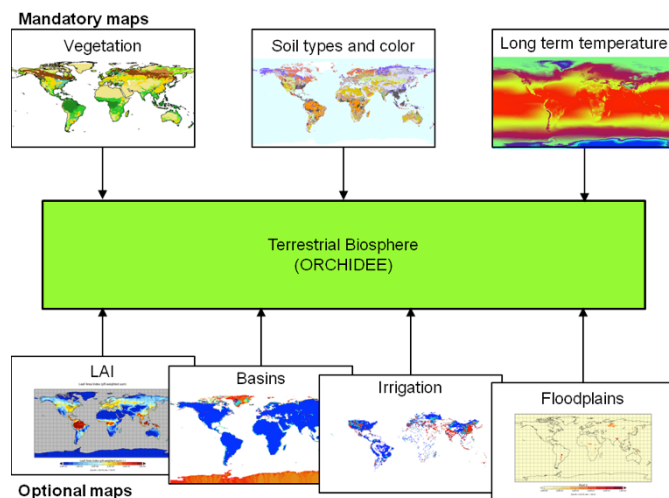 Mandatory maps
Vegetation
Soil types and color
Long term temperature
Terrestrial Biosphere
(ORCHIDEE)
LAI
Basins
Irrigation
Floodplains
Optional maps